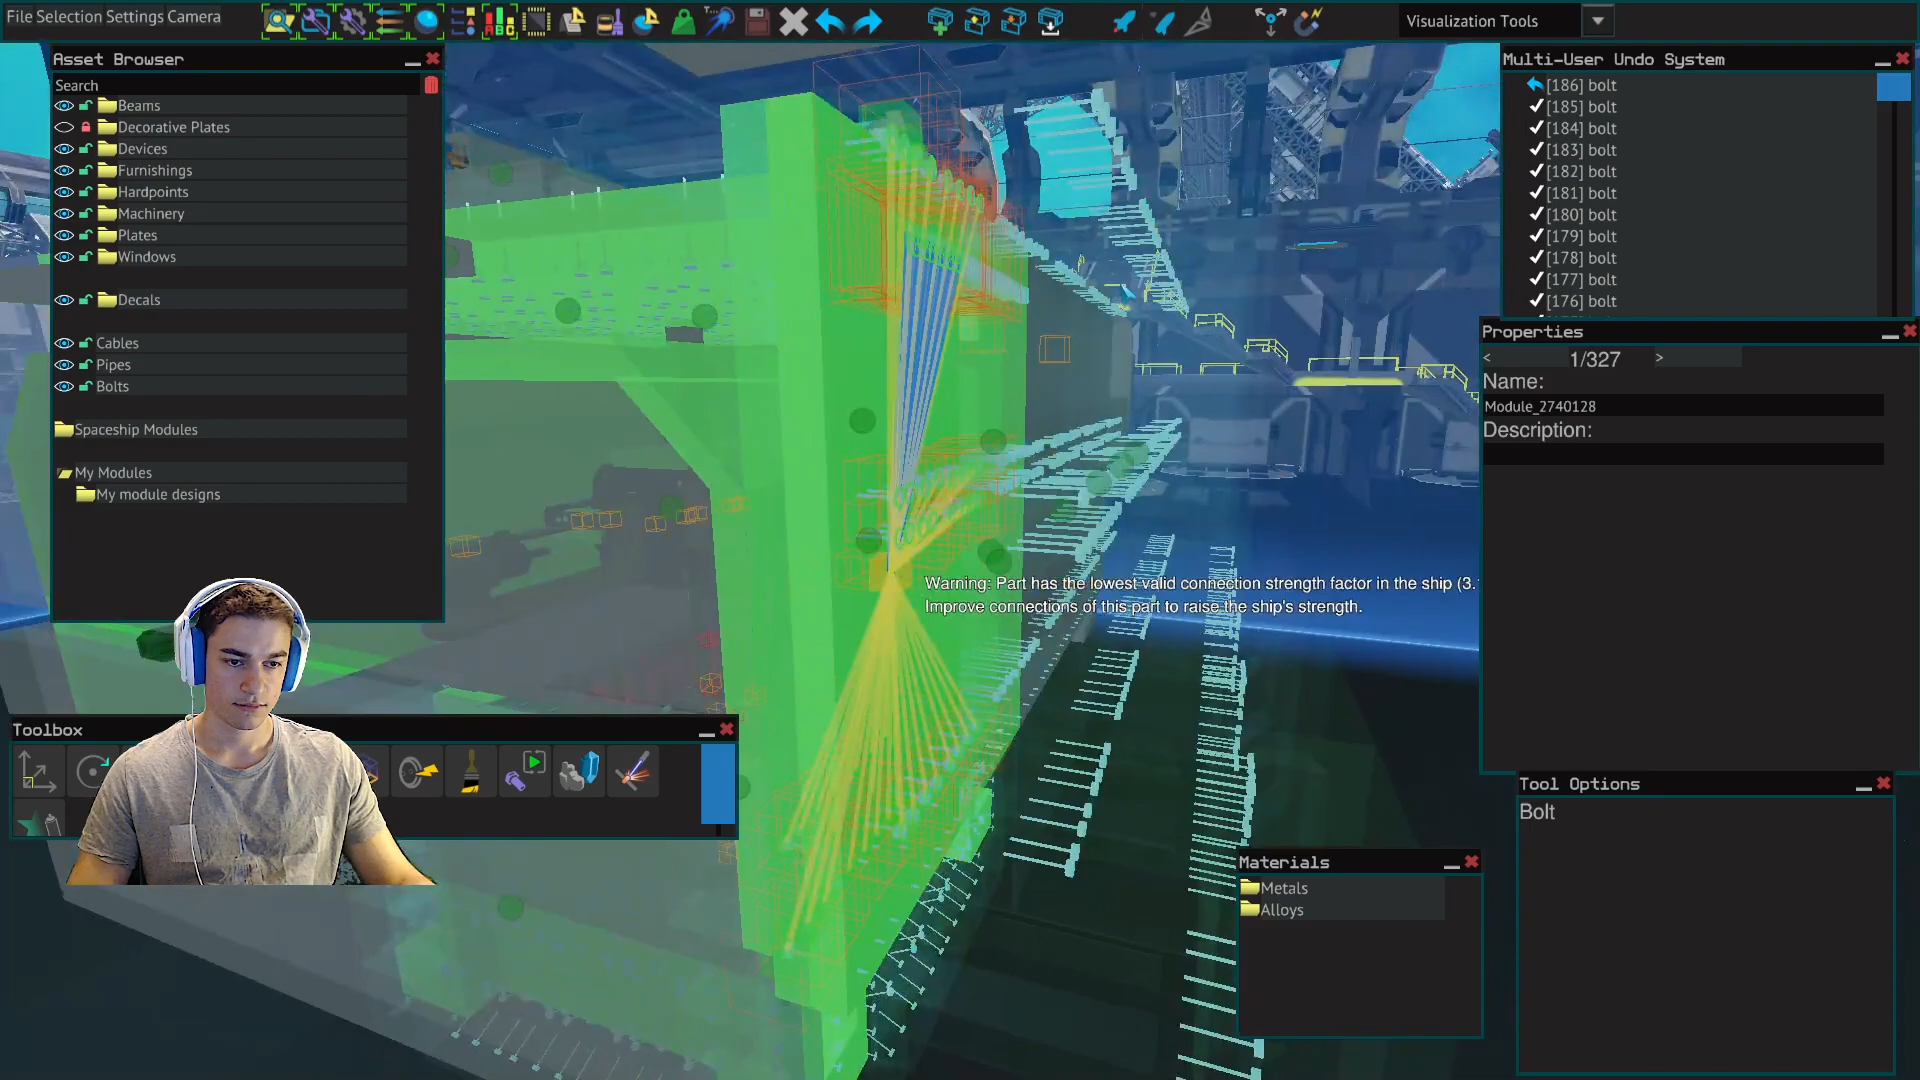 File Selection Settings Camera
Visualization Tools
Asset Browser
Search
Beams
Decorative Plates
Devices
Furnishings
Hardpoints
Machinery
Plates
Windows
Decals
Cables
Pipes
Bolts
Spaceship Modules
My Modules
My module designs
Multi-User Undo System
[186] bolt
[185] bolt
[184] bolt
[183] bolt
[182] bolt
[181] bolt
[180] bolt
[179] bolt
[178] bolt
[177] bolt
[176] bolt
Properties
< 1/327 >
Name:
Module_2740128
Description:
Warning: Part has the lowest valid connection strength factor in the ship (3.
Improve connections of this part to raise the ship's strength.
Toolbox
Tool Options
Bolt
Materials
Metals
Alloys